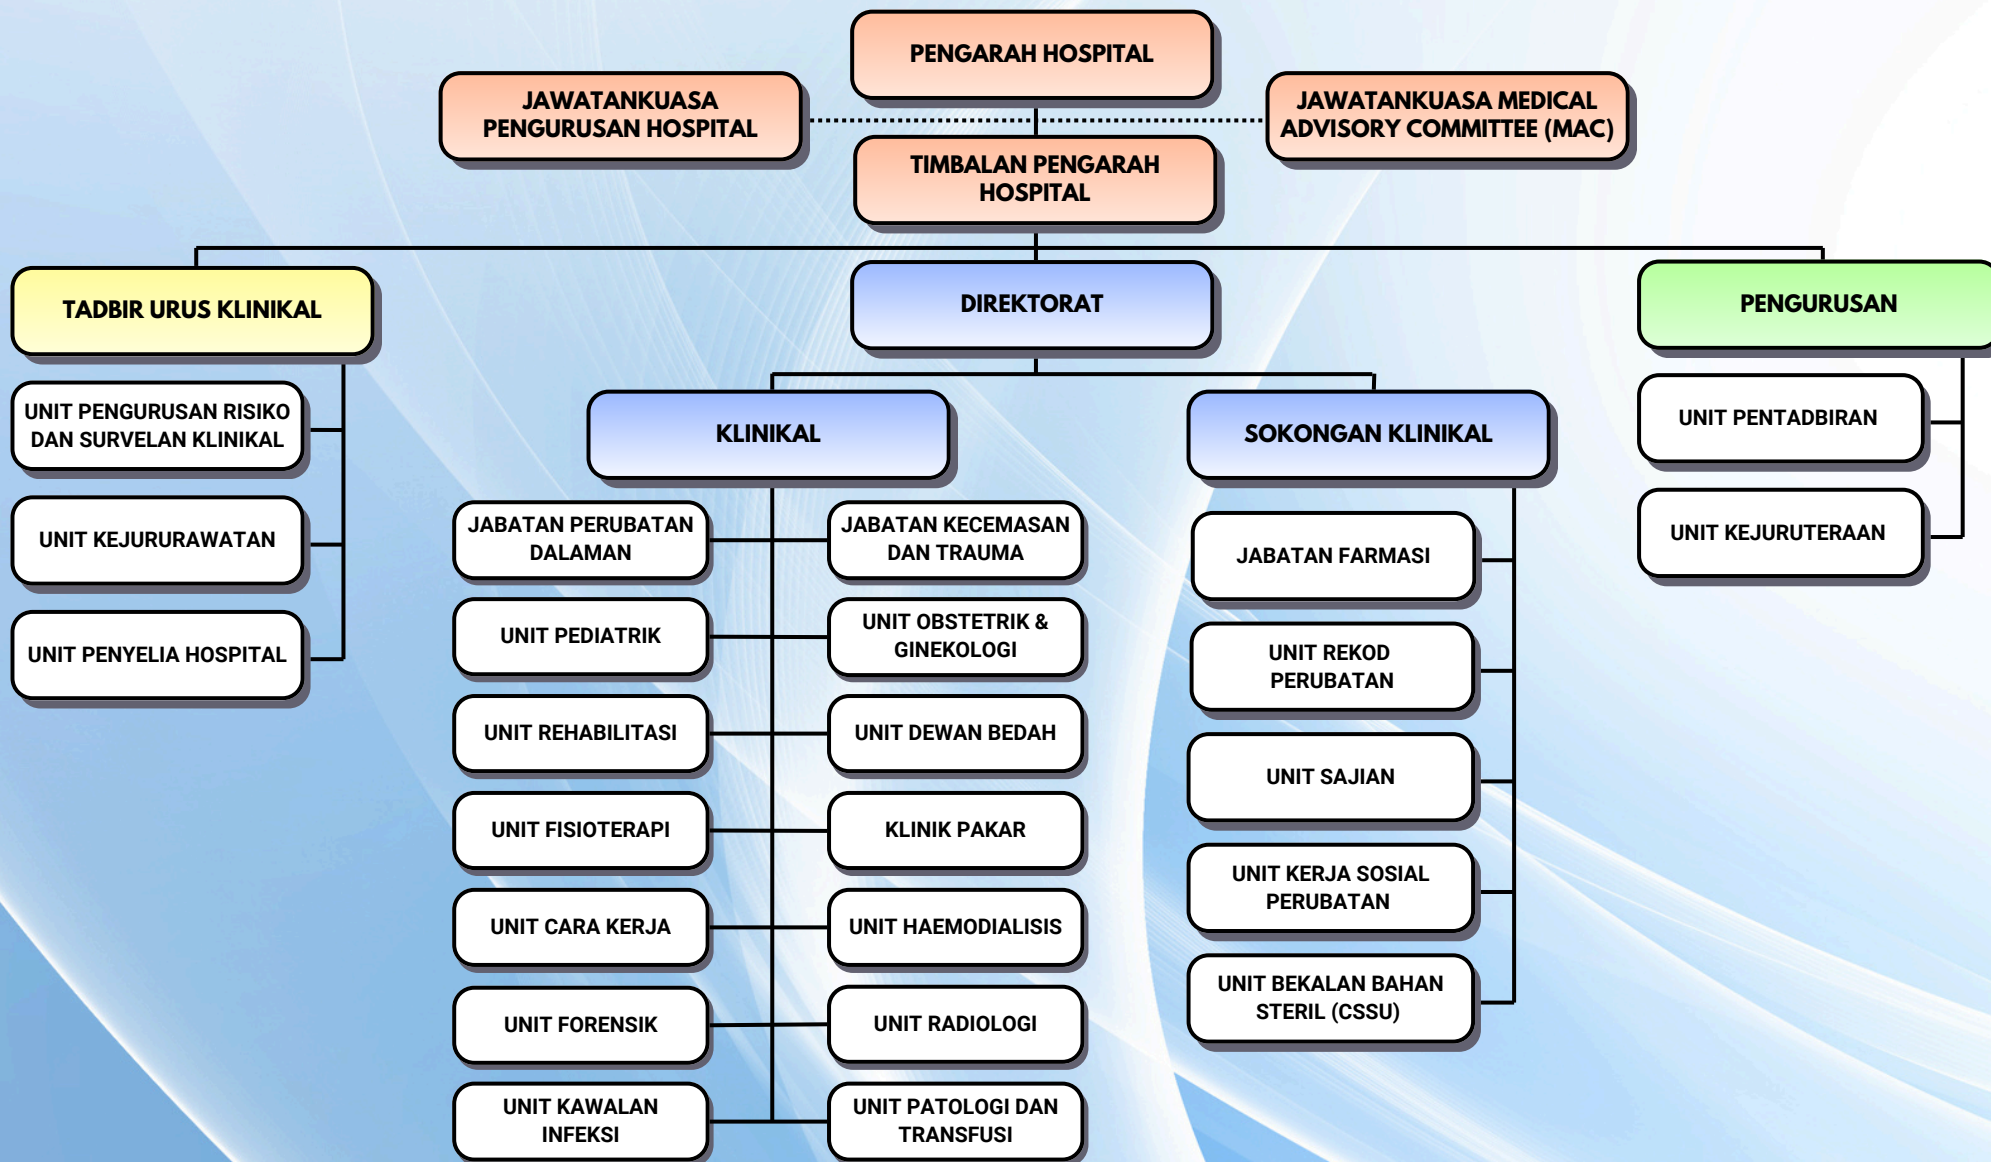 PENGARAH HOSPITAL
JAWATANKUASA
PENGURUSAN HOSPITAL
JAWATANKUASA MEDICAL
ADVISORY COMMITTEE (MAC)
TIMBALAN PENGARAH
HOSPITAL
TADBIR URUS KLINIKAL
DIREKTORAT
PENGURUSAN
UNIT PENGURUSAN RISIKO
DAN SURVELAN KLINIKAL
UNIT KEJURURAWATAN
UNIT PENYELIA HOSPITAL
KLINIKAL
JABATAN PERUBATAN
DALAMAN
JABATAN KECEMASAN
DAN TRAUMA
UNIT PEDIATRIK
UNIT OBSTETRIK &
GINEKOLOGI
UNIT REHABILITASI
UNIT DEWAN BEDAH
UNIT FISIOTERAPI
KLINIK PAKAR
UNIT CARA KERJA
UNIT HAEMODIALISIS
UNIT FORENSIK
UNIT RADIOLOGI
UNIT KAWALAN
INFEKSI
UNIT PATOLOGI DAN
TRANSFUSI
SOKONGAN KLINIKAL
JABATAN FARMASI
UNIT REKOD
PERUBATAN
UNIT SAJIAN
UNIT KERJA SOSIAL
PERUBATAN
UNIT BEKALAN BAHAN
STERIL (CSSU)
UNIT PENTADBIRAN
UNIT KEJURUTERAAN